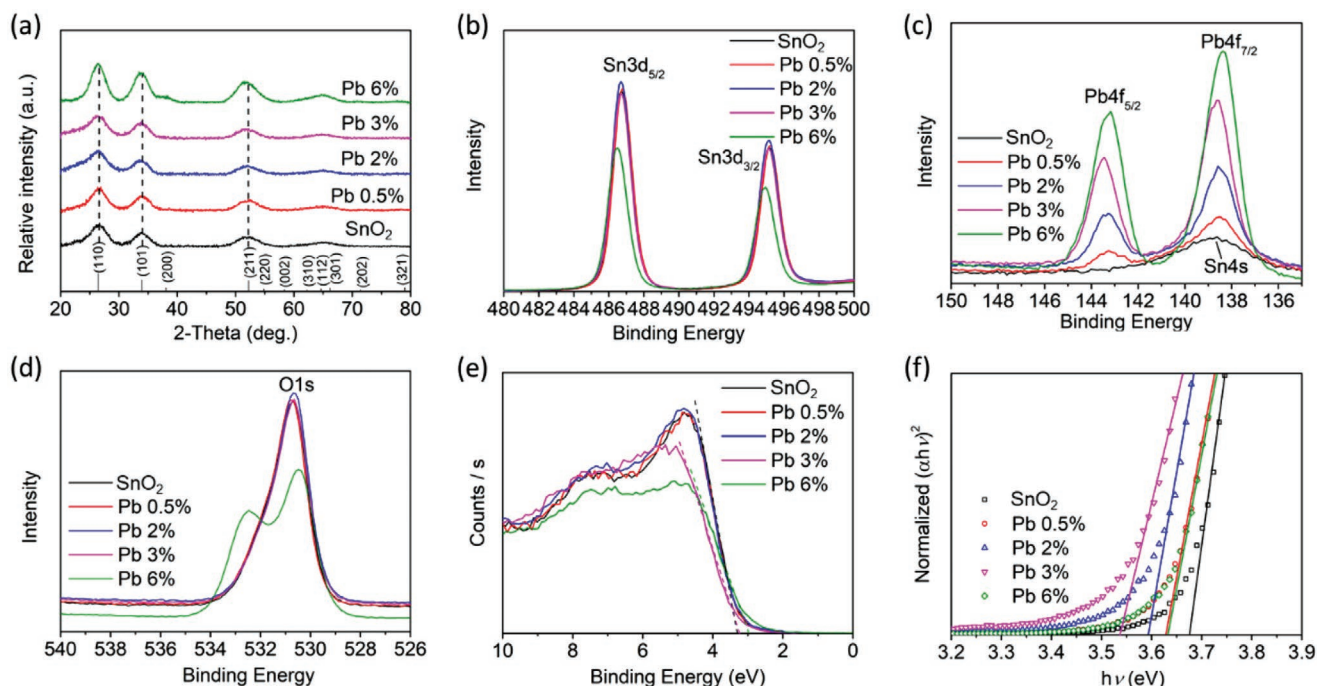 (a)
Relative intensity (a.u.)
Pb 6%
Pb 3%
Pb 2%
Pb 0.5%
SnO₂
(110)
(101)
(200)
(211)
(220)
(002)
(310)
(112)
(301)
(202)
(321)
20 30 40 50 60 70 80
2-Theta (deg.)
(b)
Intensity
Sn3d₅/₂
Sn3d₃/₂
SnO₂
Pb 0.5%
Pb 2%
Pb 3%
Pb 6%
480 482 484 486 488 490 492 494 496 498 500
Binding Energy
(c)
Intensity
Pb4f₅/₂
Pb4f₇/₂
SnO₂
Pb 0.5%
Pb 2%
Pb 3%
Pb 6%
Sn4s
150 148 146 144 142 140 138 136
Binding Energy
(d)
Intensity
O1s
SnO₂
Pb 0.5%
Pb 2%
Pb 3%
Pb 6%
540 538 536 534 532 530 528 526
Binding Energy
(e)
Counts / s
SnO₂
Pb 0.5%
Pb 2%
Pb 3%
Pb 6%
10 8 6 4 2 0
Binding Energy (eV)
(f)
Normalized (αhν)²
SnO₂
Pb 0.5%
Pb 2%
Pb 3%
Pb 6%
3.2 3.3 3.4 3.5 3.6 3.7 3.8 3.9
hν (eV)